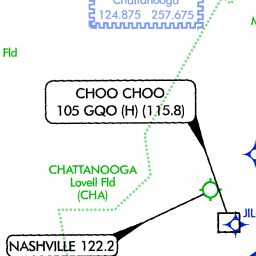 Chattanooga
124.875 257.675
Fld
CHOO CHOO
105 GQO (H) (115.8)
CHATTANOOGA
Lovell Fld
(CHA)
JIL
NASHVILLE 122.2